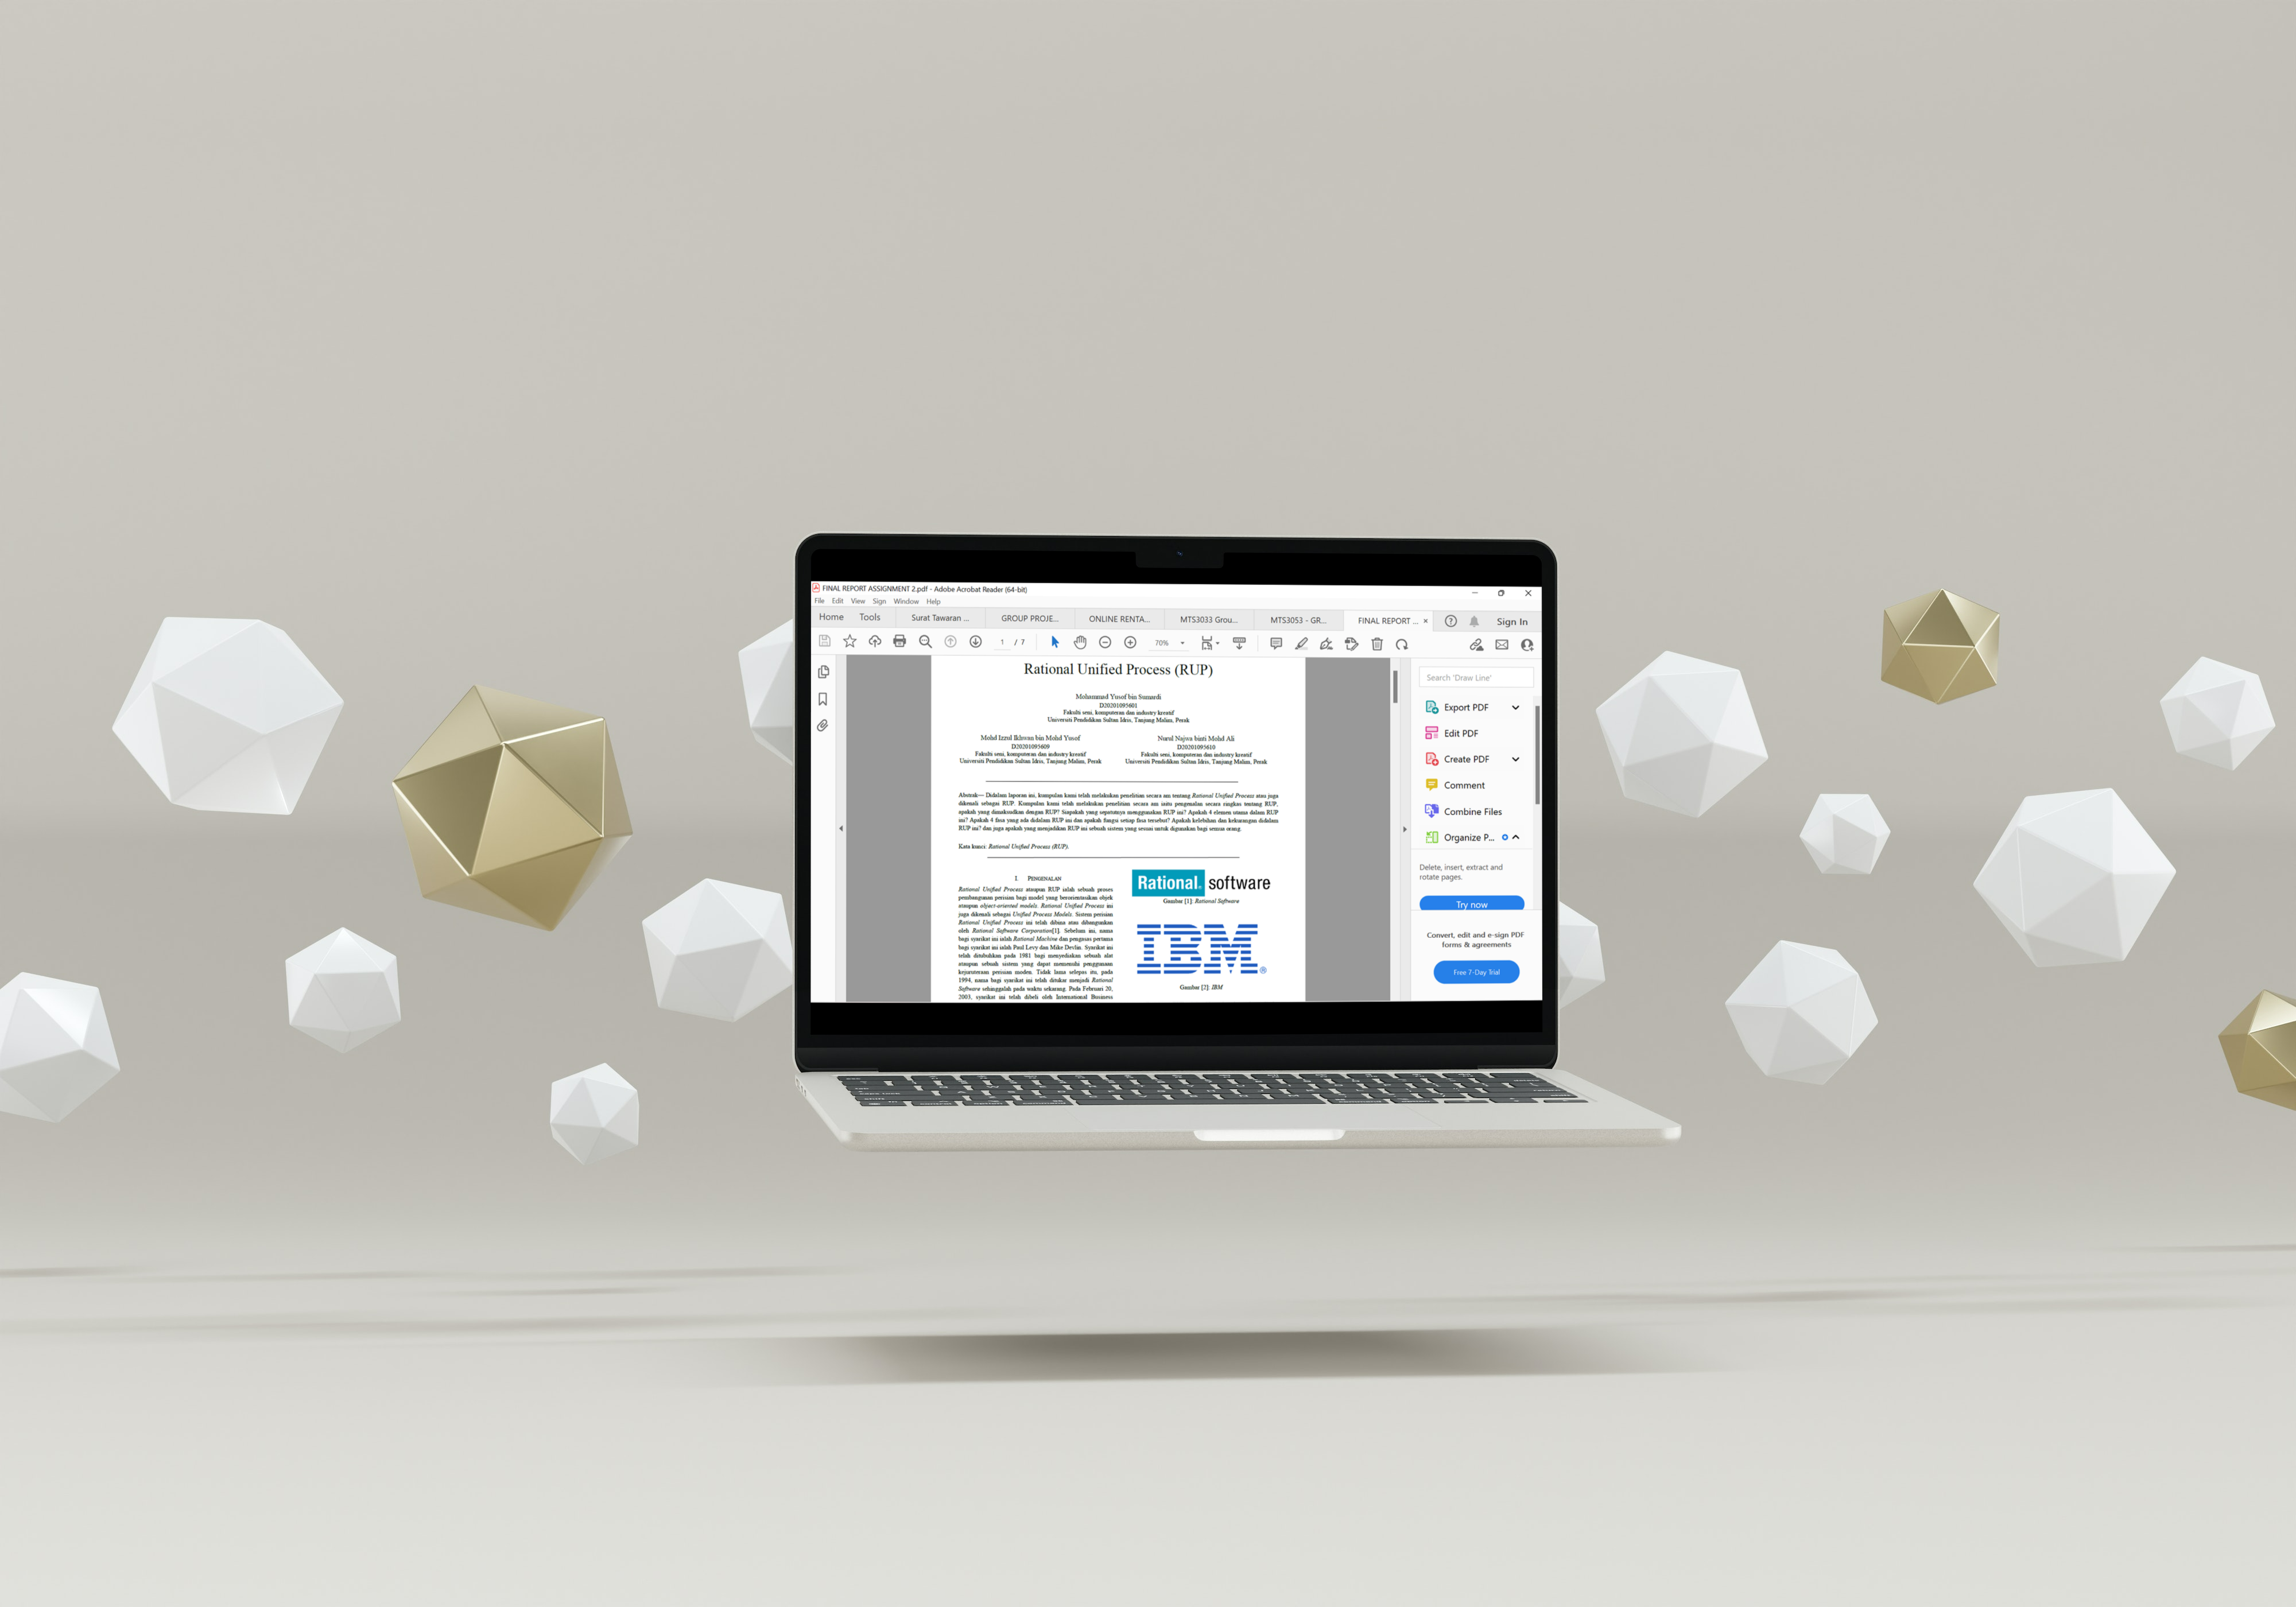 FINAL REPORT ASSIGNMENT 2.pdf - Adobe Acrobat Reader (64-bit)
File Edit View Sign Window Help
Home Tools Surat Tawaran ... GROUP PROJE... ONLINE RENTA... MTS3033 Grou... MTS3053 - GR... FINAL REPORT ... × Sign In
1 / 7 70%
Rational Unified Process (RUP)
Mohammad Yusof bin Sumardi
D20201095601
Fakulti seni, komputeran dan industry kreatif
Universiti Pendidikan Sultan Idris, Tanjung Malim, Perak
Mohd Izzul Ikhwan bin Mohd Yusof
D20201095609
Fakulti seni, komputeran dan industry kreatif
Universiti Pendidikan Sultan Idris, Tanjung Malim, Perak
Nurul Najwa binti Mohd Ali
D20201095610
Fakulti seni, komputeran dan industry kreatif
Universiti Pendidikan Sultan Idris, Tanjung Malim, Perak
Abstrak— Didalam laporan ini, kumpulan kami telah melakukan penelitian secara am tentang Rational Unified Process atau juga
dikenali sebagai RUP. Kumpulan kami telah melakukan penelitian secara am iaitu pengenalan secara ringkas tentang RUP,
apakah yang dimaksudkan dengan RUP? Siapakah yang sepatutnya menggunakan RUP ini? Apakah 4 elemen utama dalam RUP
ini? Apakah 4 fasa yang ada didalam RUP ini dan apakah fungsi setiap fasa tersebut? Apakah kelebihan dan kekurangan didalam
RUP ini? dan juga apakah yang menjadikan RUP ini sebuah sistem yang sesuai untuk digunakan bagi semua orang.
Kata kunci: Rational Unified Process (RUP).
I. PENGENALAN
Rational Unified Process ataupun RUP ialah sebuah proses
pembangunan perisian bagi model yang berorientasikan objek
ataupun object-oriented models. Rational Unified Process ini
juga dikenali sebagai Unified Process Models. Sistem perisian
Rational Unified Process ini telah dibina atau dibangunkan
oleh Rational Software Corporation[1]. Sebelum ini, nama
bagi syarikat ini ialah Rational Machine dan pengasas pertama
bagi syarikat ini ialah Paul Levy dan Mike Devlin. Syarikat ini
telah ditubuhkan pada 1981 bagi menyediakan sebuah alat
ataupun sebuah sistem yang dapat memenuhi penggunaan
kejuruteraan perisian moden. Tidak lama selepas itu, pada
1994, nama bagi syarikat ini telah ditukar menjadi Rational
Software sehinggalah pada waktu sekarang. Pada Februari 20,
2003, syarikat ini telah dibeli oleh International Business
Rational® software
Gambar [1]: Rational Software
IBM®
Gambar [2]: IBM
Search 'Draw Line'
Export PDF
Edit PDF
Create PDF
Comment
Combine Files
Organize P...
Delete, insert, extract and
rotate pages.
Try now
Convert, edit and e-sign PDF
forms & agreements
Free 7-Day Trial